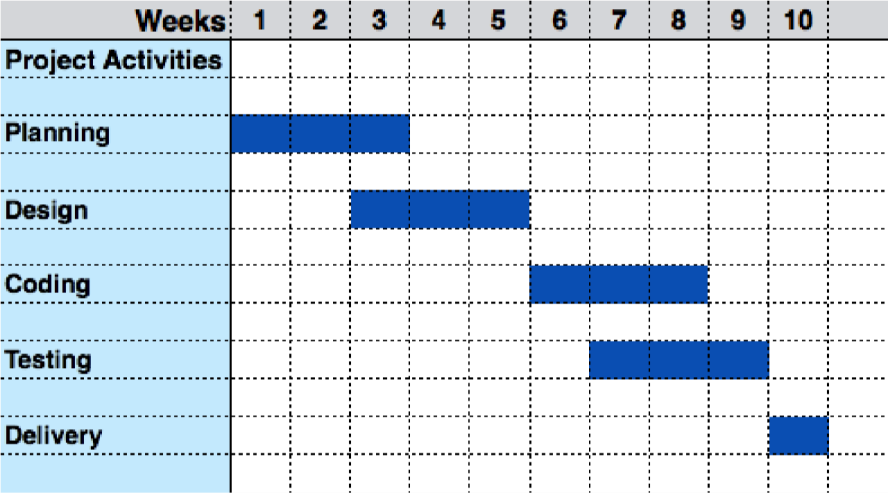 Weeks 1 2 3 4 5 6 7 8 9 10
Project Activities
Planning
Design
Coding
Testing
Delivery